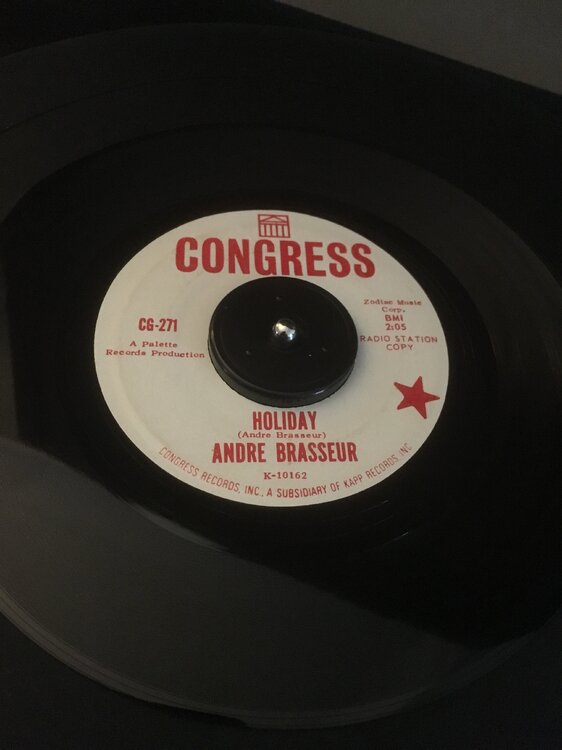 CONGRESS
CG-271
A Palette
Records Production
Zodiac Music
Corp.
BMI
2:05
RADIO STATION
COPY
HOLIDAY
(Andre Brasseur)
ANDRE BRASSEUR
K-10162
CONGRESS RECORDS, INC., A SUBSIDIARY OF KAPP RECORDS, INC